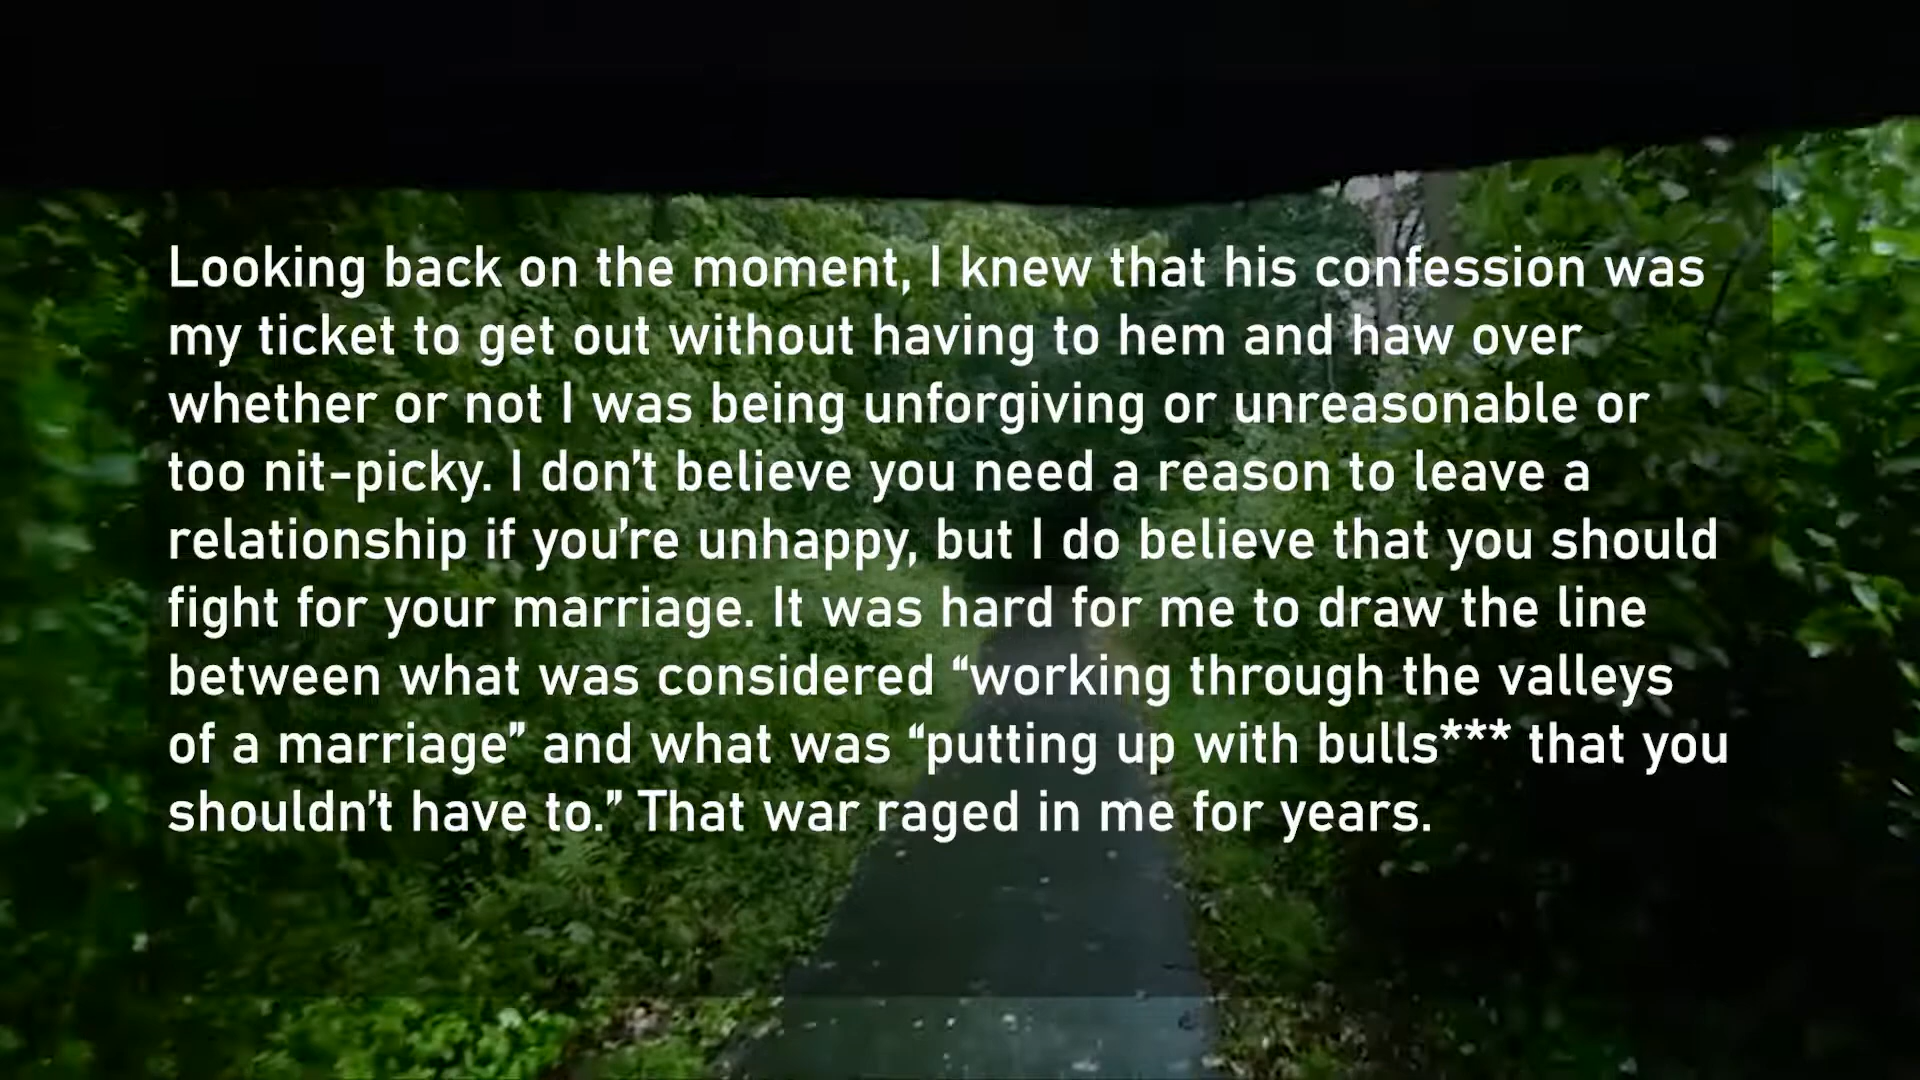 Looking back on the moment, I knew that his confession was
my ticket to get out without having to hem and haw over
whether or not I was being unforgiving or unreasonable or
too nit-picky. I don’t believe you need a reason to leave a
relationship if you’re unhappy, but I do believe that you should
fight for your marriage. It was hard for me to draw the line
between what was considered “working through the valleys
of a marriage” and what was “putting up with bulls*** that you
shouldn’t have to.” That war raged in me for years.